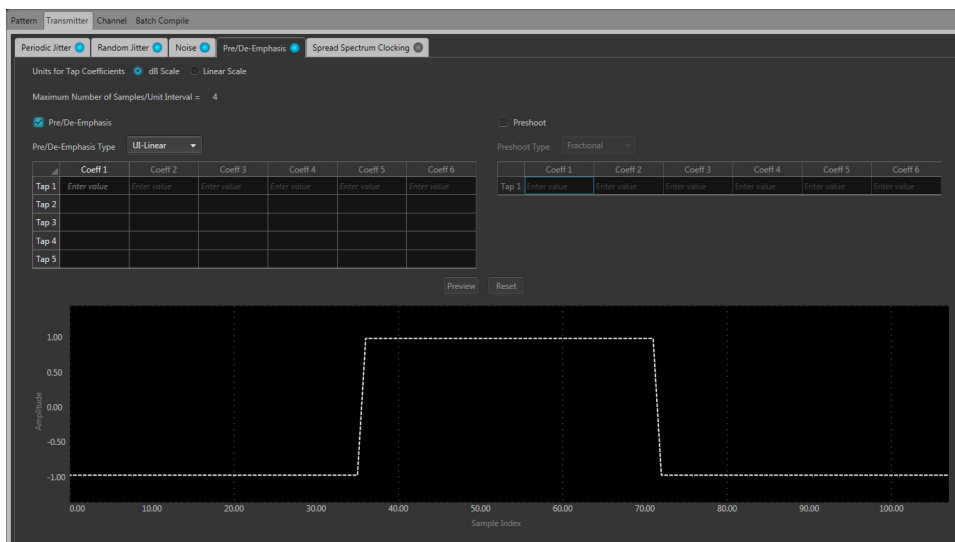 Pattern Transmitter Channel Batch Compile
Periodic Jitter Random Jitter Noise Pre/De-Emphasis Spread Spectrum Clocking
Units for Tap Coefficients dB Scale Linear Scale
Maximum Number of Samples/Unit Interval = 4
Pre/De-Emphasis Preshoot
Pre/De-Emphasis Type UI-Linear Preshoot Type Fractional
Coeff 1 Coeff 2 Coeff 3 Coeff 4 Coeff 5 Coeff 6 Coeff 1 Coeff 2 Coeff 3 Coeff 4 Coeff 5 Coeff 6
Tap 1 Enter value Enter value Enter value Enter value Enter value Enter value Tap 1 Enter value Enter value Enter value Enter value Enter value Enter value
Tap 2
Tap 3
Tap 4
Tap 5
Preview Reset
1.00
0.50
0.00
-0.50
-1.00
Amplitude
0.00 10.00 20.00 30.00 40.00 50.00 60.00 70.00 80.00 90.00 100.00
Sample Index